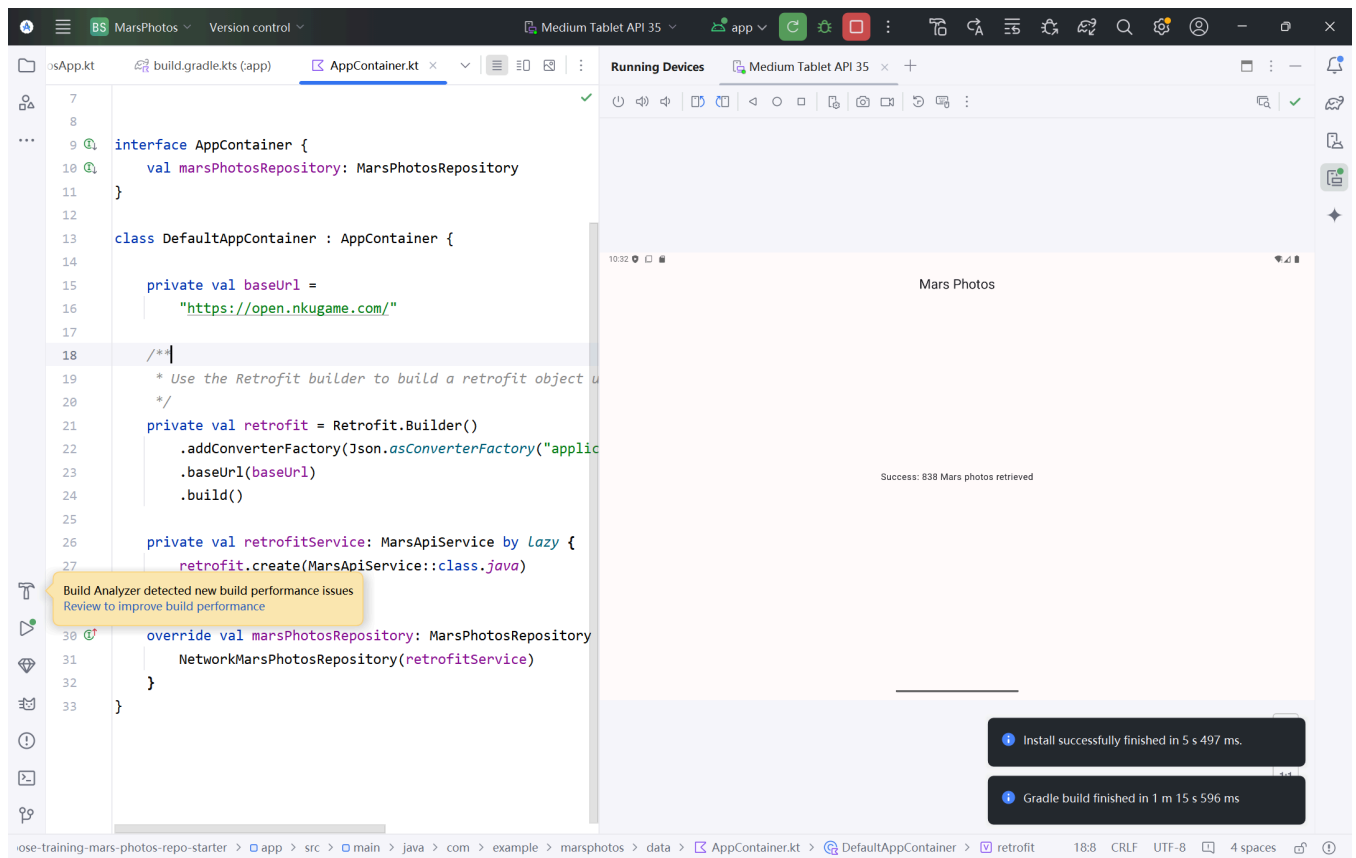 BS MarsPhotos Version control Medium Tablet API 35 app
osApp.kt build.gradle.kts (:app) AppContainer.kt
7
8
9 interface AppContainer {
10 val marsPhotosRepository: MarsPhotosRepository
11 }
12
13 class DefaultAppContainer : AppContainer {
14
15 private val baseUrl =
16 "https://open.nkugame.com/"
17
18 /**
19 * Use the Retrofit builder to build a retrofit object u
20 */
21 private val retrofit = Retrofit.Builder()
22 .addConverterFactory(Json.asConverterFactory("applic
23 .baseUrl(baseUrl)
24 .build()
25
26 private val retrofitService: MarsApiService by lazy {
27 retrofit.create(MarsApiService::class.java)
Build Analyzer detected new build performance issues
Review to improve build performance
30 override val marsPhotosRepository: MarsPhotosRepository
31 NetworkMarsPhotosRepository(retrofitService)
32 }
33 }
Running Devices Medium Tablet API 35
10:32
Mars Photos
Success: 838 Mars photos retrieved
Install successfully finished in 5 s 497 ms.
Gradle build finished in 1 m 15 s 596 ms
ose-training-mars-photos-repo-starter > app > src > main > java > com > example > marsphotos > data > AppContainer.kt > DefaultAppContainer > retrofit 18:8 CRLF UTF-8 4 spaces